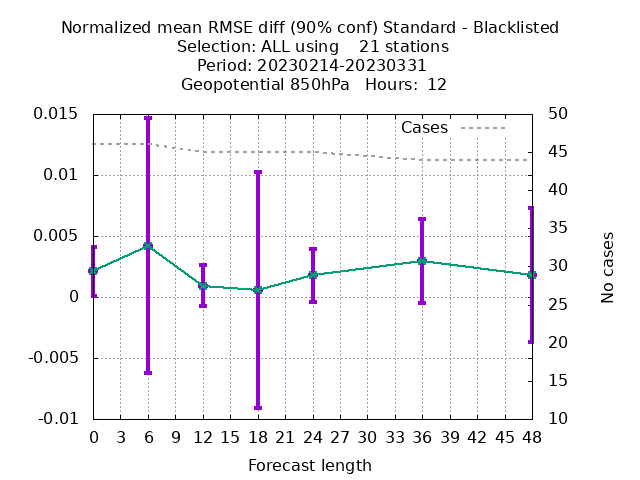 Normalized mean RMSE diff (90% conf) Standard - Blacklisted
Selection: ALL using 21 stations
Period: 20230214-20230331
Geopotential 850hPa Hours: 12
0.015
0.01
0.005
0
-0.005
-0.01
Cases
50
45
40
35
30
25
20
15
10
No cases
0 3 6 9 12 15 18 21 24 27 30 33 36 39 42 45 48
Forecast length